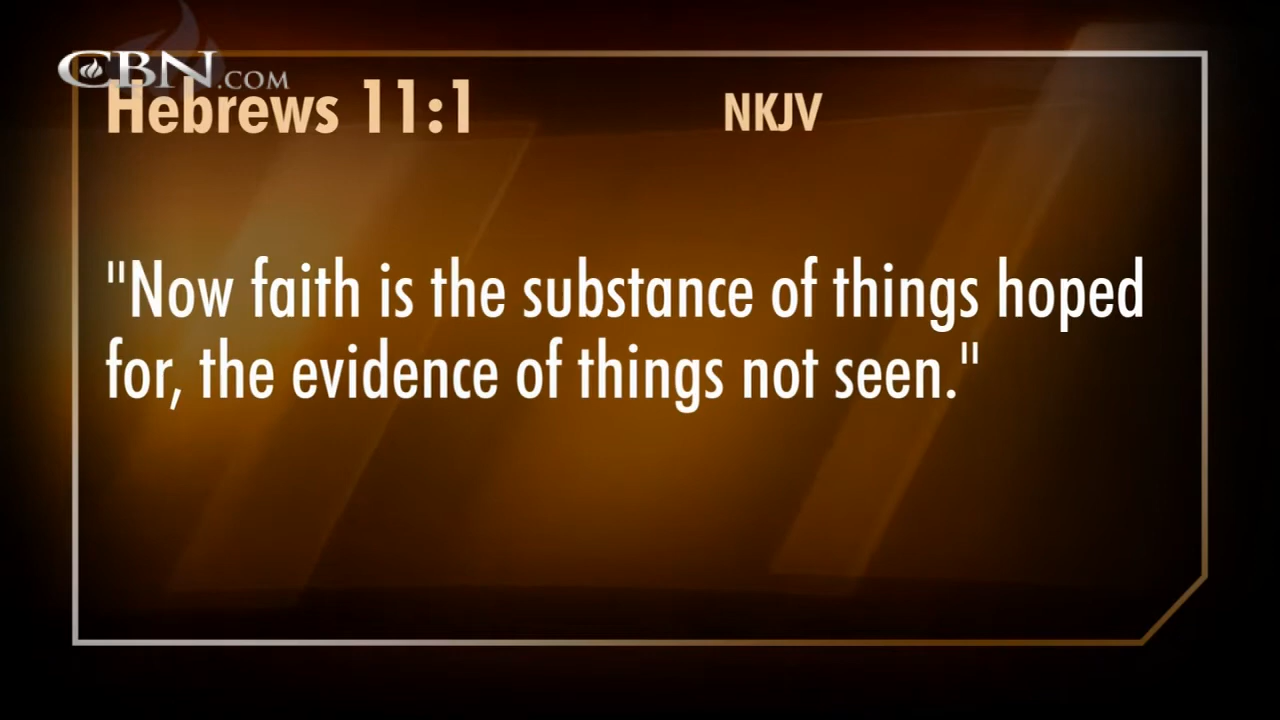 CBN.COM
Hebrews 11:1 NKJV
"Now faith is the substance of things hoped
for, the evidence of things not seen."